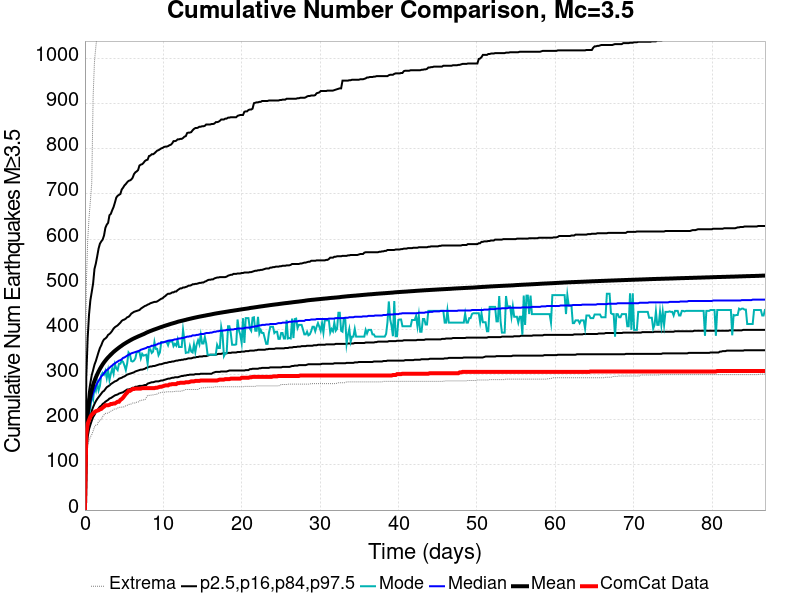 Cumulative Number Comparison, Mc=3.5
Cumulative Num Earthquakes M≥3.5
1000
900
800
700
600
500
400
300
200
100
0
0 10 20 30 40 50 60 70 80
Time (days)
Extrema p2.5,p16,p84,p97.5 Mode Median Mean ComCat Data